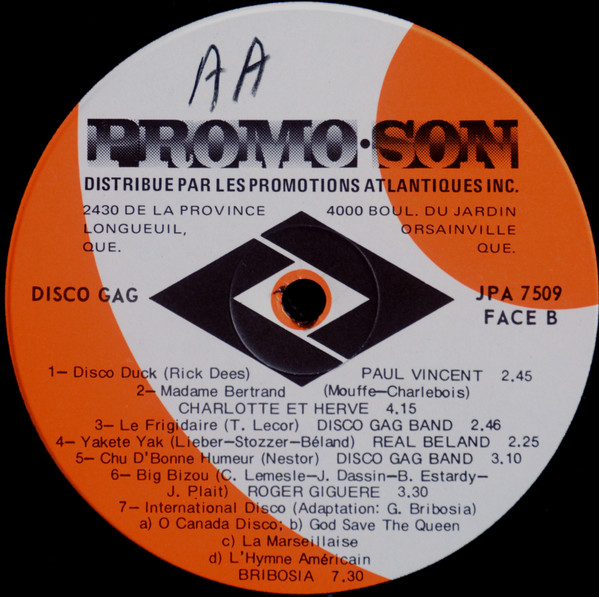 AA
PROMO·SON
DISTRIBUE PAR LES PROMOTIONS ATLANTIQUES INC.
2430 DE LA PROVINCE 4000 BOUL. DU JARDIN
LONGUEUIL, ORSAINVILLE
QUE. QUE.
DISCO GAG JPA 7509
FACE B
1— Disco Duck (Rick Dees) PAUL VINCENT 2.45
2— Madame Bertrand (Mouffe—Charlebois)
CHARLOTTE ET HERVE 4.15
3— Le Frigidaire (T. Lecor) DISCO GAG BAND 2.46
4— Yakete Yak (Lieber—Stozzer—Béland) REAL BELAND 2.25
5— Chu D'Bonne Humeur (Nestor) DISCO GAG BAND 3.10
6— Big Bizou (C. Lemesle—J. Dassin—B. Estardy—
J. Plait) ROGER GIGUERE 3.30
7— International Disco (Adaptation: G. Bribosia)
a) O Canada Disco; b) God Save The Queen
c) La Marseillaise
d) L'Hymne Américain
BRIBOSIA 7.30